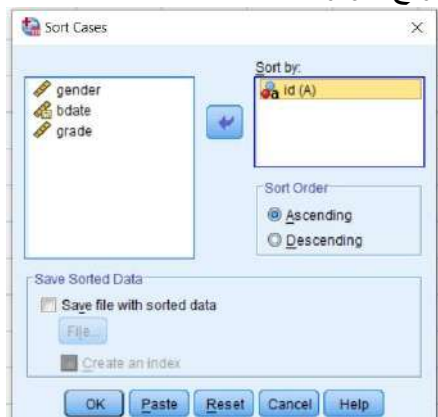 Sort Cases
gender
bdate
grade
Sort by:
id (A)
Sort Order
Ascending
Descending
Save Sorted Data
Save file with sorted data
File...
Create an index
OK Paste Reset Cancel Help